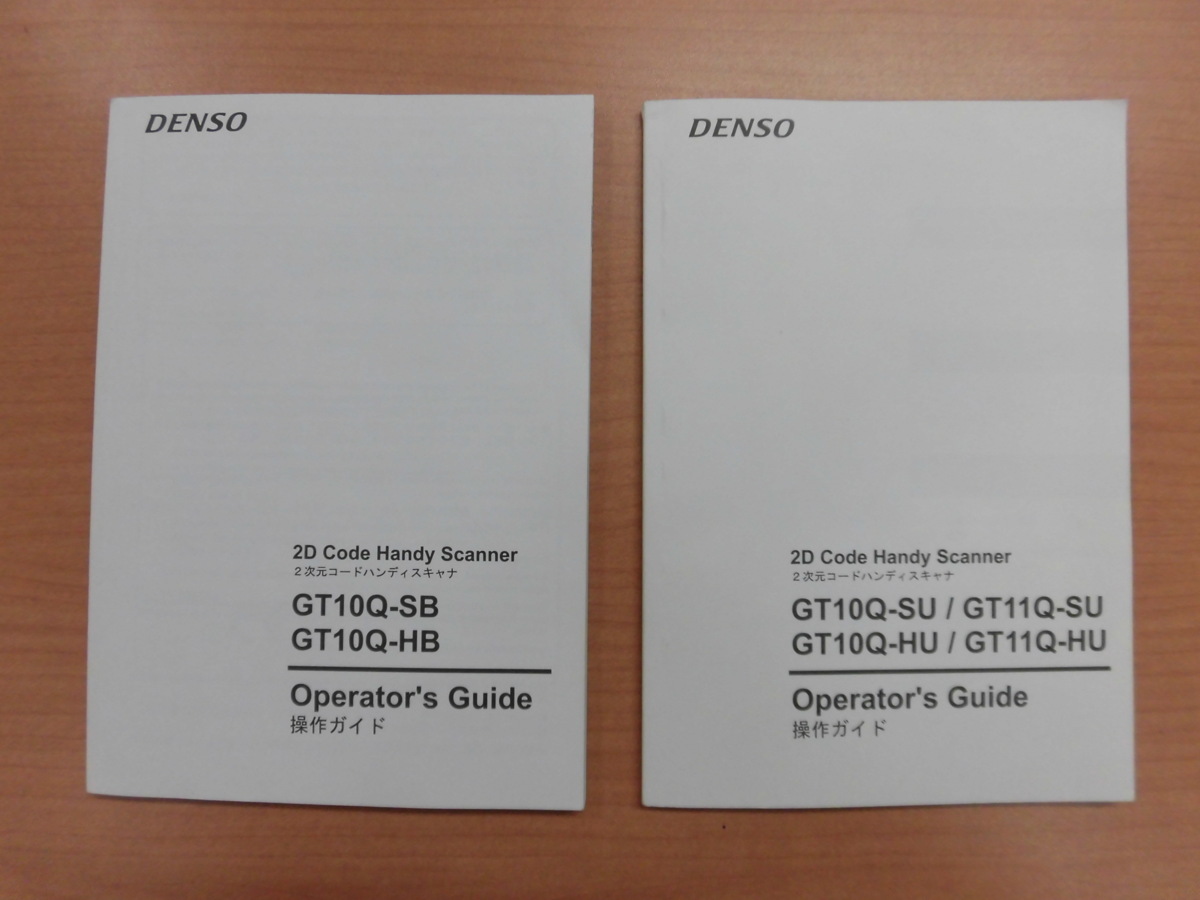 DENSO
2D Code Handy Scanner
2次元コードハンディスキャナ
GT10Q-SB
GT10Q-HB
Operator's Guide
操作ガイド
DENSO
2D Code Handy Scanner
2次元コードハンディスキャナ
GT10Q-SU / GT11Q-SU
GT10Q-HU / GT11Q-HU
Operator's Guide
操作ガイド